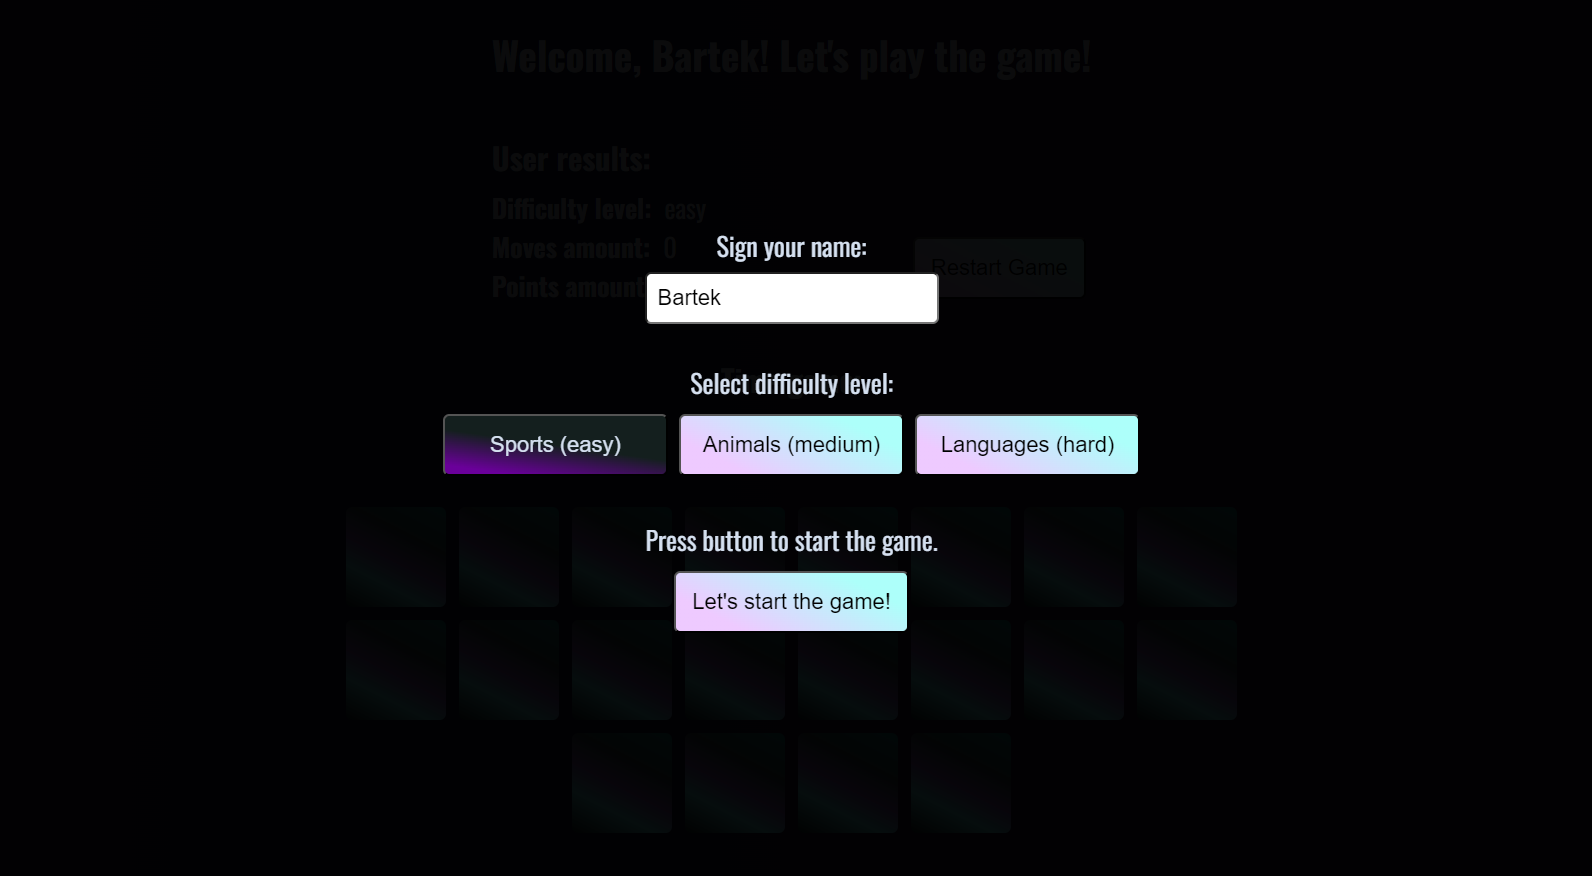 Welcome, Bartek! Let's play the game!
User results:
Difficulty level: easy
Moves amount: 0
Sign your name:
Restart Game
Points amount
Bartek
Select difficulty level:
Sports (easy)
Animals (medium)
Languages (hard)
Press button to start the game.
Let's start the game!